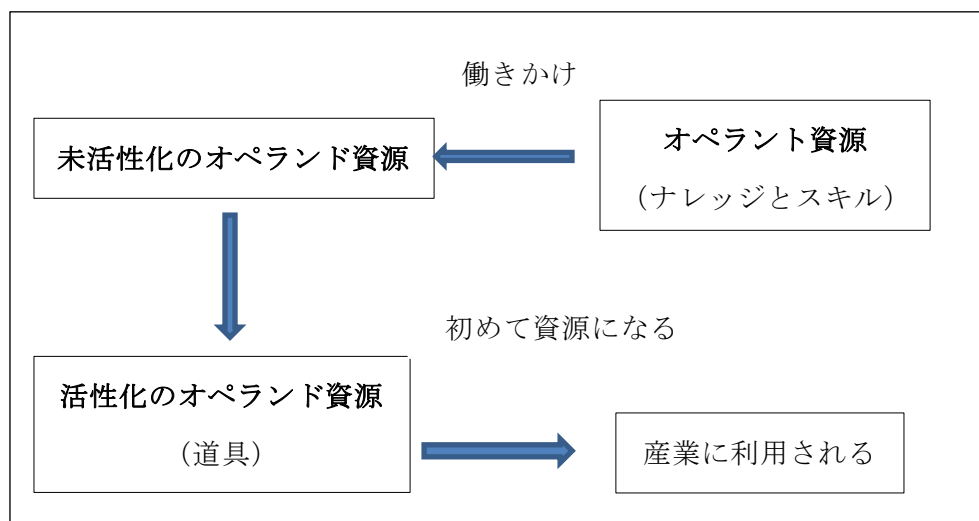 働きかけ
未活性化のオペランド資源
オペラント資源
（ナレッジとスキル）
初めて資源になる
活性化のオペランド資源
（道具）
産業に利用される